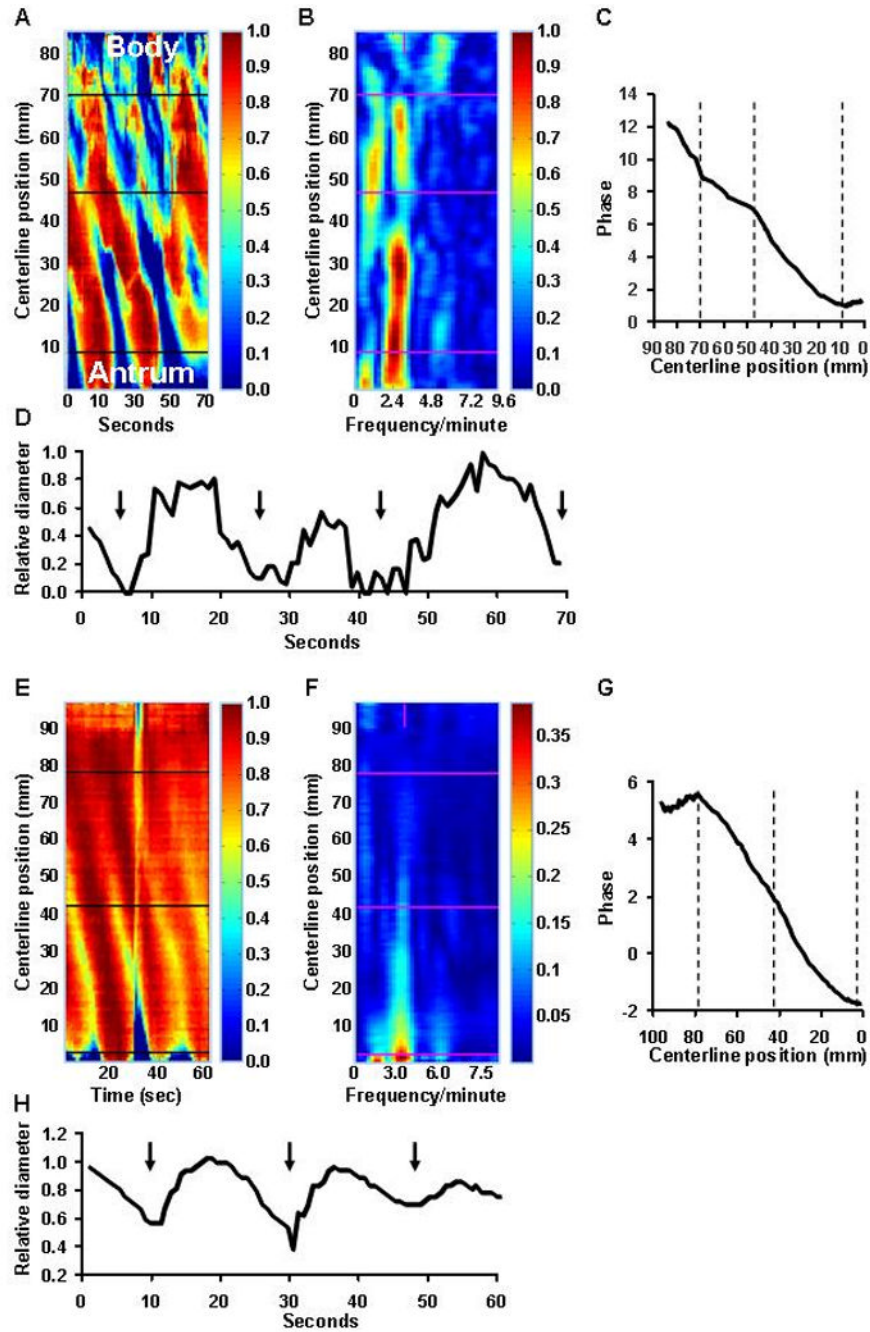 A
B
C
Body
Antrum
Centerline position (mm)
80
70
60
50
40
30
20
10
0 10 30 50 70
Seconds
1.0
0.9
0.8
0.7
0.6
0.5
0.4
0.3
0.2
0.1
0.0
Centerline position (mm)
80
70
60
50
40
30
20
10
0 2.4 4.8 7.2 9.6
Frequency/minute
1.0
0.9
0.8
0.7
0.6
0.5
0.4
0.3
0.2
0.1
0.0
Phase
14
12
10
8
6
4
2
0
90 80 70 60 50 40 30 20 10 0
Centerline position (mm)
D
Relative diameter
1.0
0.8
0.6
0.4
0.2
0.0
0 10 20 30 40 50 60 70
Seconds
E
F
G
Centerline position (mm)
90
80
70
60
50
40
30
20
10
20 40 60
Time (sec)
1.0
0.9
0.8
0.7
0.6
0.5
0.4
0.3
0.2
0.1
0.0
Centerline position (mm)
90
80
70
60
50
40
30
20
10
0 3.0 6.0 7.5
Frequency/minute
0.35
0.30
0.25
0.20
0.15
0.1
0.05
Phase
6
4
2
0
-2
100 80 60 40 20 0
Centerline position (mm)
H
Relative diameter
1.2
1.0
0.8
0.6
0.4
0.2
0 10 20 30 40 50 60
Seconds